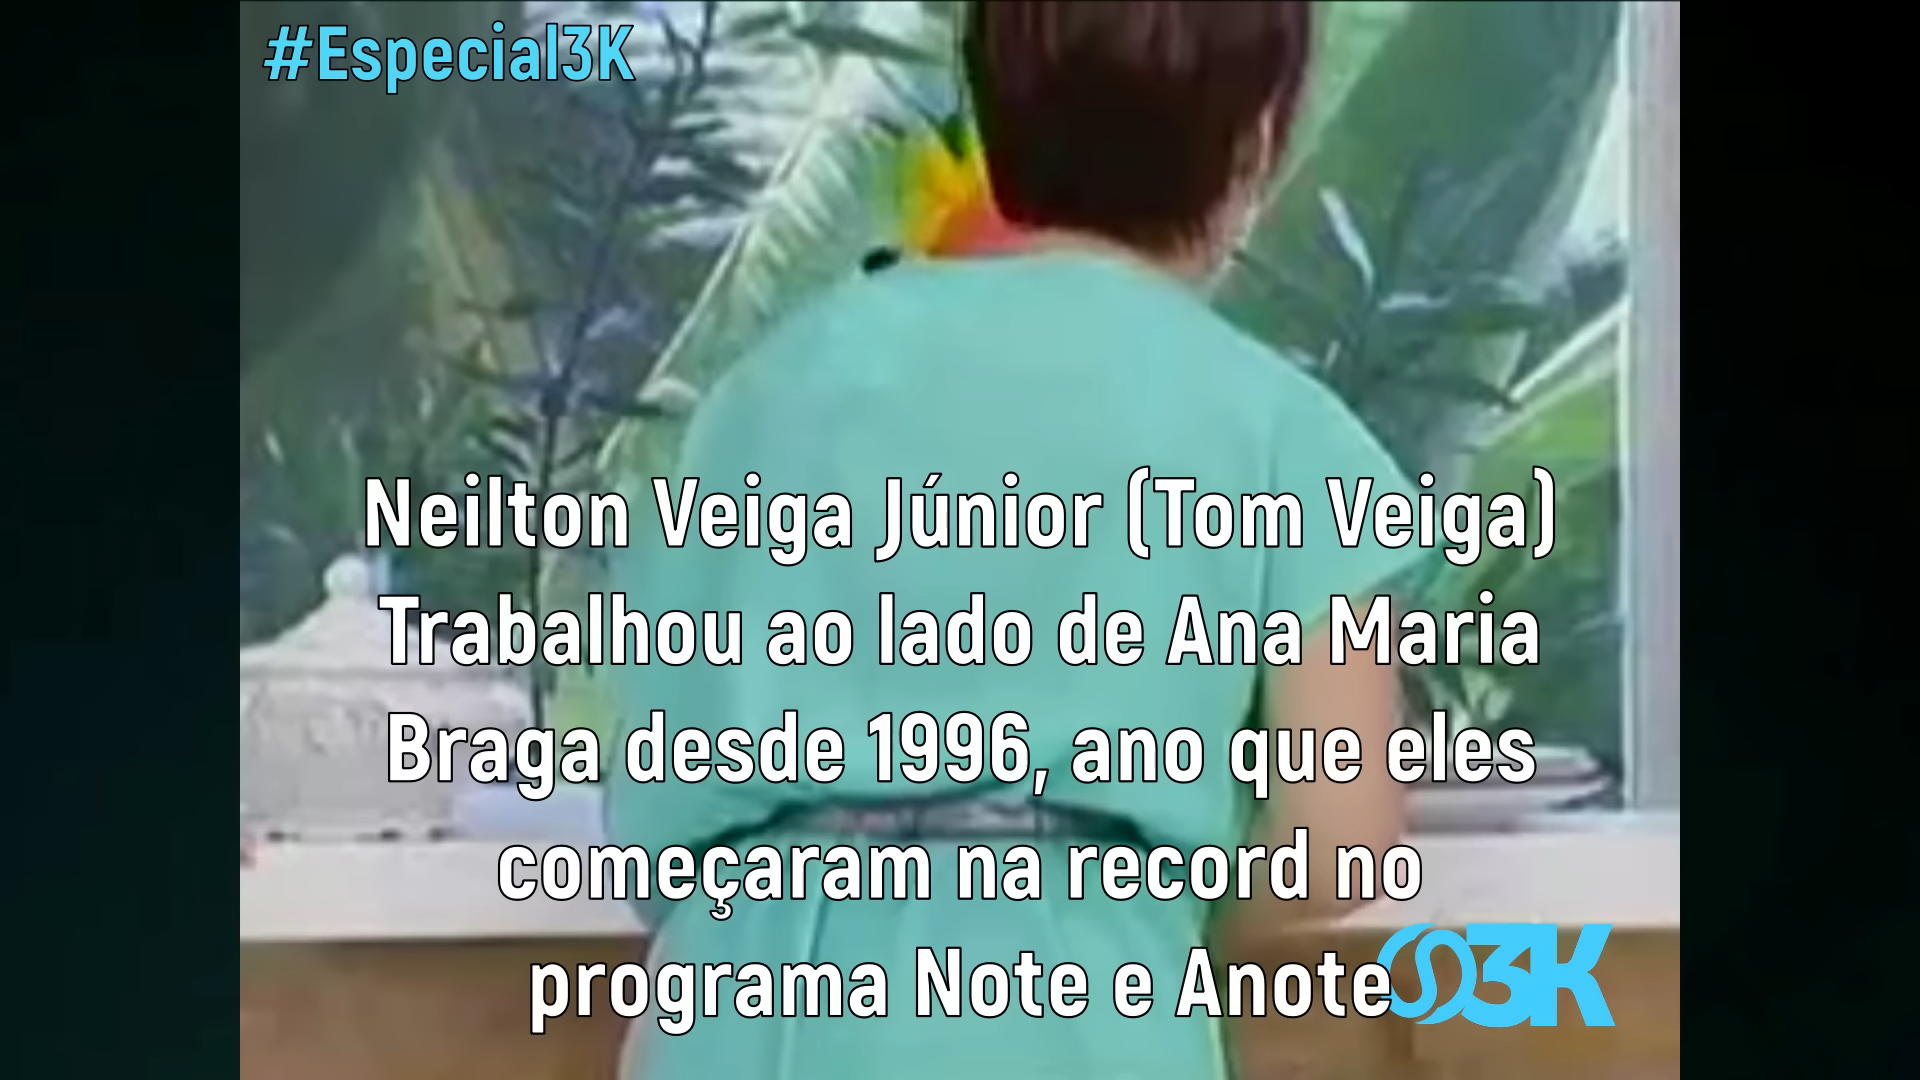 #Especial3K
Neilton Veiga Júnior (Tom Veiga)
Trabalhou ao lado de Ana Maria
Braga desde 1996, ano que eles
começaram na record no
programa Note e Anote
3K